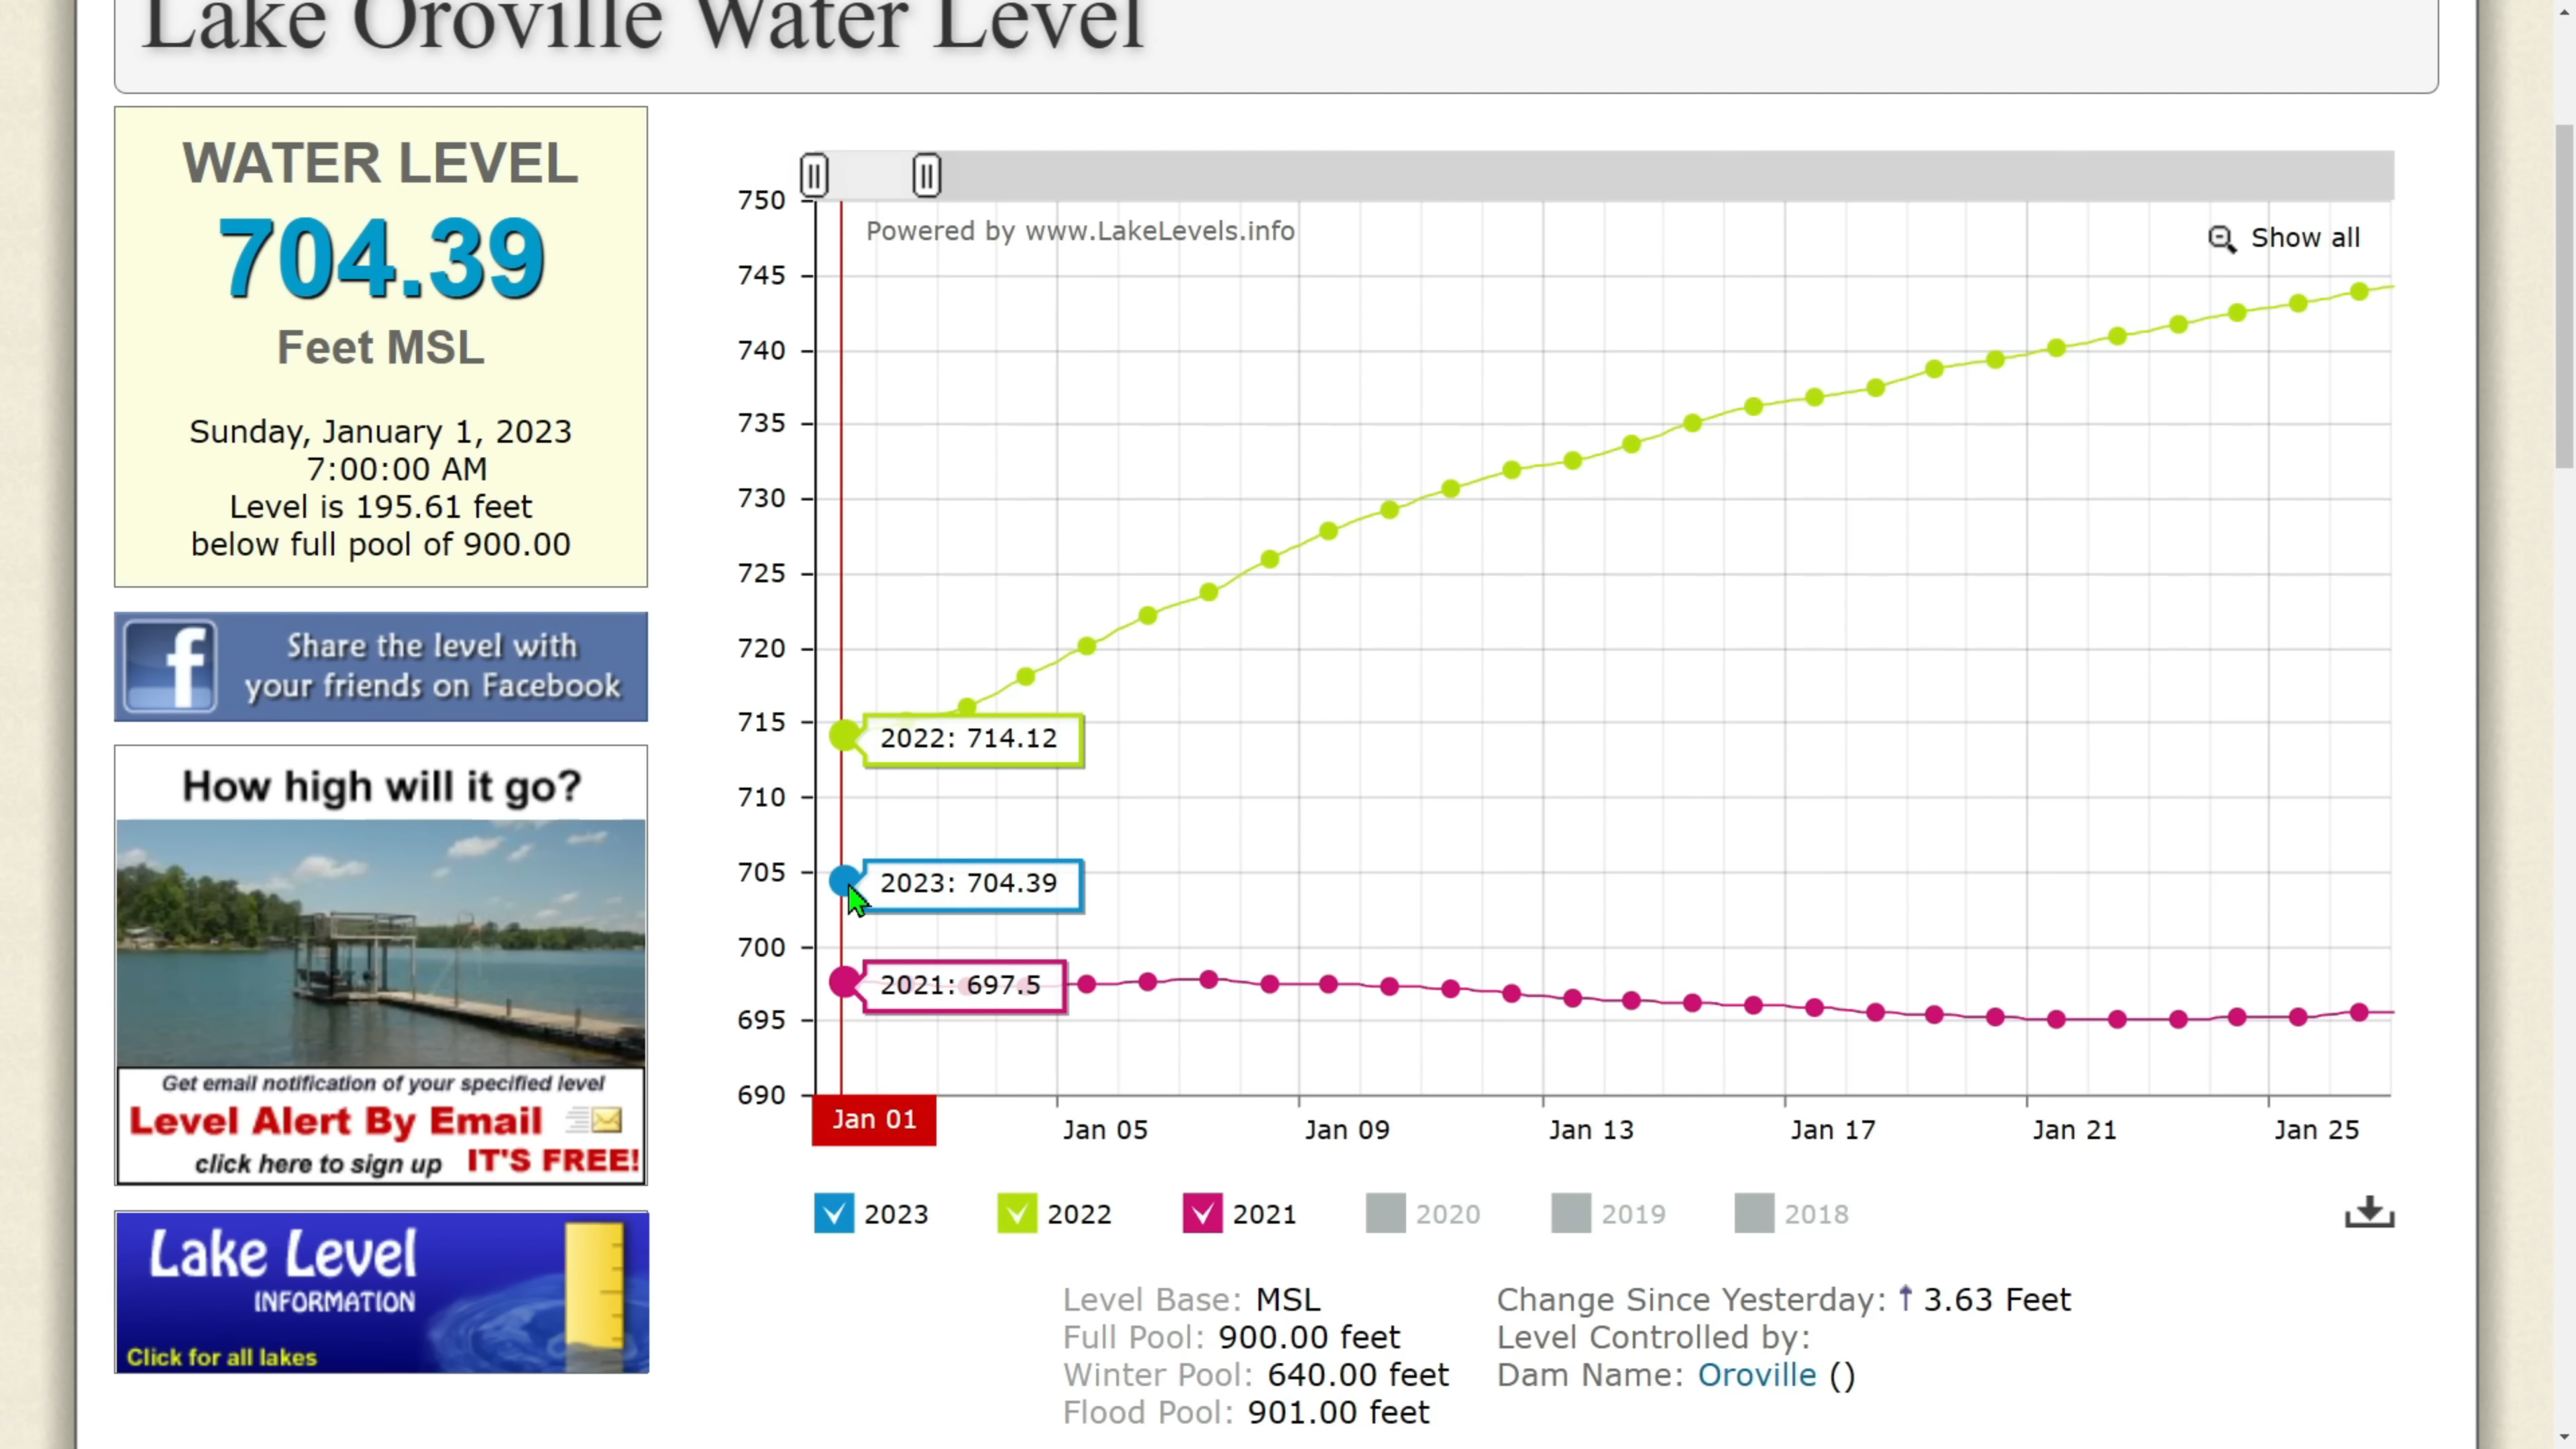 Lake Oroville Water Level
WATER LEVEL
704.39
Feet MSL
Sunday, January 1, 2023
7:00:00 AM
Level is 195.61 feet
below full pool of 900.00
f
Share the level with
your friends on Facebook
How high will it go?
Get email notification of your specified level
Level Alert By Email
click here to sign up IT'S FREE!
Lake Level
INFORMATION
Click for all lakes
Powered by www.LakeLevels.info
Show all
750
745
740
735
730
725
720
715
710
705
700
695
690
2022: 714.12
2023: 704.39
2021: 697.5
Jan 01 Jan 05 Jan 09 Jan 13 Jan 17 Jan 21 Jan 25
2023 2022 2021 2020 2019 2018
Level Base: MSL
Full Pool: 900.00 feet
Winter Pool: 640.00 feet
Flood Pool: 901.00 feet
Change Since Yesterday: ↑ 3.63 Feet
Level Controlled by:
Dam Name: Oroville ()